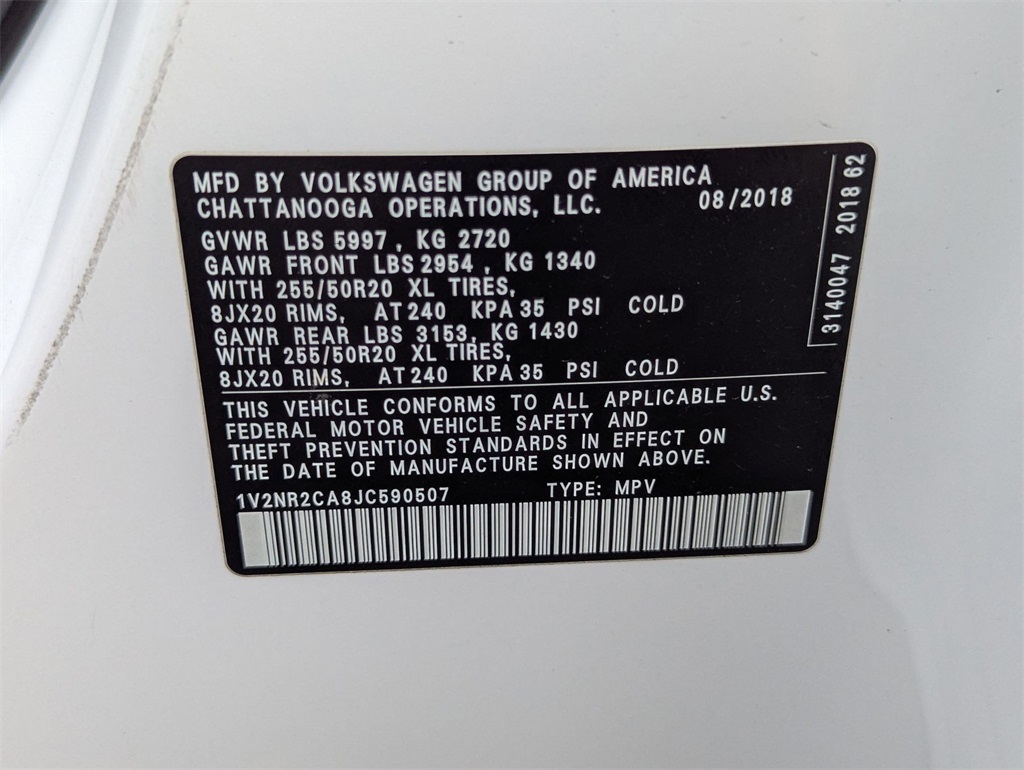 MFD BY VOLKSWAGEN GROUP OF AMERICA
CHATTANOOGA OPERATIONS, LLC. 08/2018
GVWR LBS 5997, KG 2720
GAWR FRONT LBS 2954, KG 1340
WITH 255/50R20 XL TIRES,
8JX20 RIMS, AT 240 KPA 35 PSI COLD
GAWR REAR LBS 3153, KG 1430
WITH 255/50R20 XL TIRES,
8JX20 RIMS, AT 240 KPA 35 PSI COLD
THIS VEHICLE CONFORMS TO ALL APPLICABLE U.S.
FEDERAL MOTOR VEHICLE SAFETY AND
THEFT PREVENTION STANDARDS IN EFFECT ON
THE DATE OF MANUFACTURE SHOWN ABOVE.
1V2NR2CA8JC590507 TYPE: MPV
3140047 2018 62